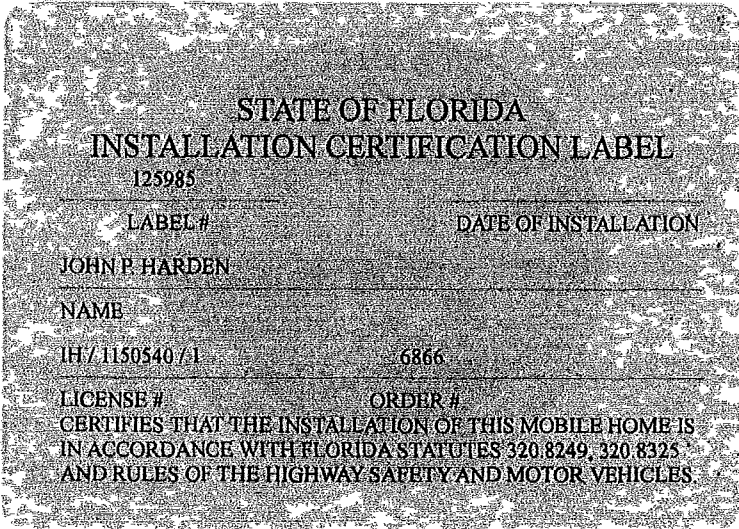 STATE OF FLORIDA
INSTALLATION CERTIFICATION LABEL
125985
LABEL # DATE OF INSTALLATION
JOHN P. HARDEN
NAME
IH / 1150540 / 1 6866
LICENSE # ORDER #
CERTIFIES THAT THE INSTALLATION OF THIS MOBILE HOME IS
IN ACCORDANCE WITH FLORIDA STATUTES 320.8249, 320.8325
AND RULES OF THE HIGHWAY SAFETY AND MOTOR VEHICLES.